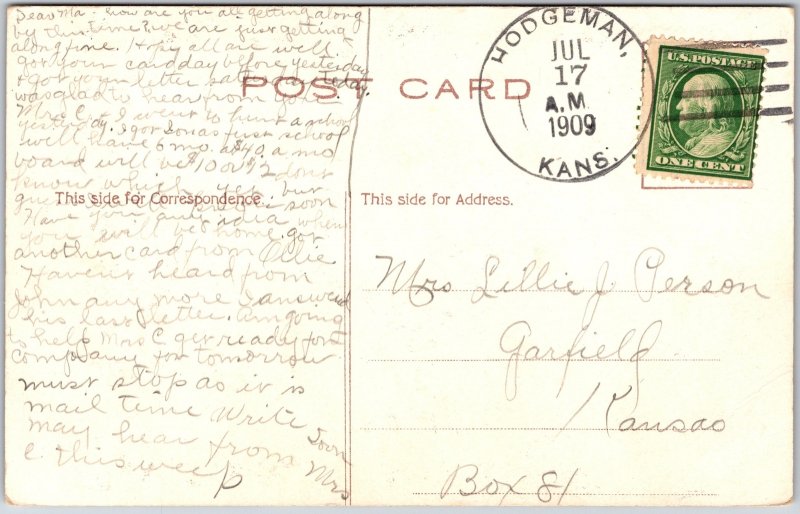 Dear Ma - how are you all getting along
by this time? We are just getting
along fine. Hope all are well.
got your card day before yesterday
& got your letter today.
was glad to hear from you.
Mrs C & I went to hunt a school
yesterday. I got as just school
will have 6 mo. at $40 a mo
board will be $10 or 12 dont
know which yet but
soon
Have you any idea when
you will be home. got
another card from Ollie
Havent heard from
John any more I answered
his last letter. Am going
to help Mrs C get ready for
company for tomorrow
must stop as it is
mail time Write Soon
may hear from Mrs
C. this week
POST CARD
This side for Correspondence.
This side for Address.
HODGEMAN,
JUL
17
A.M.
1909
KANS.
U.S. POSTAGE
ONE CENT
Mrs Lillie J Person
Garfield
Kansas
Box 81